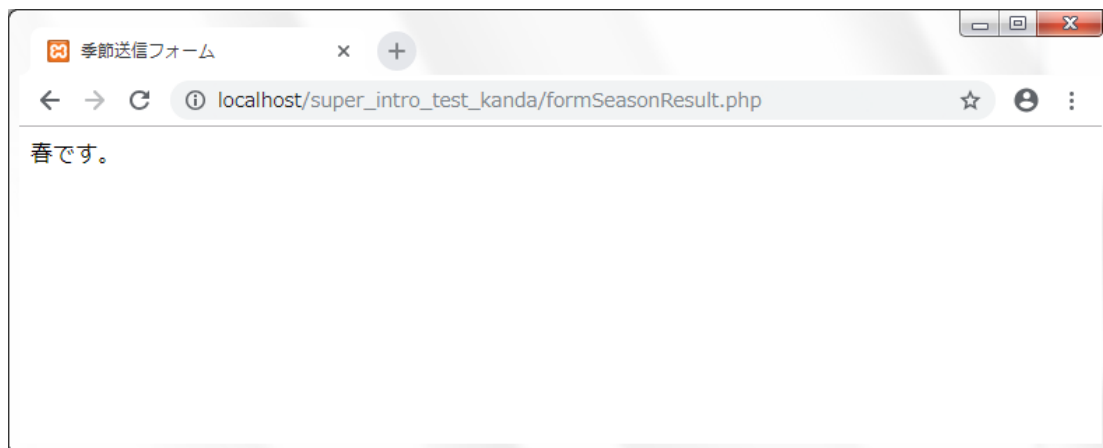 季節送信フォーム
localhost/super_intro_test_kanda/formSeasonResult.php
春です。